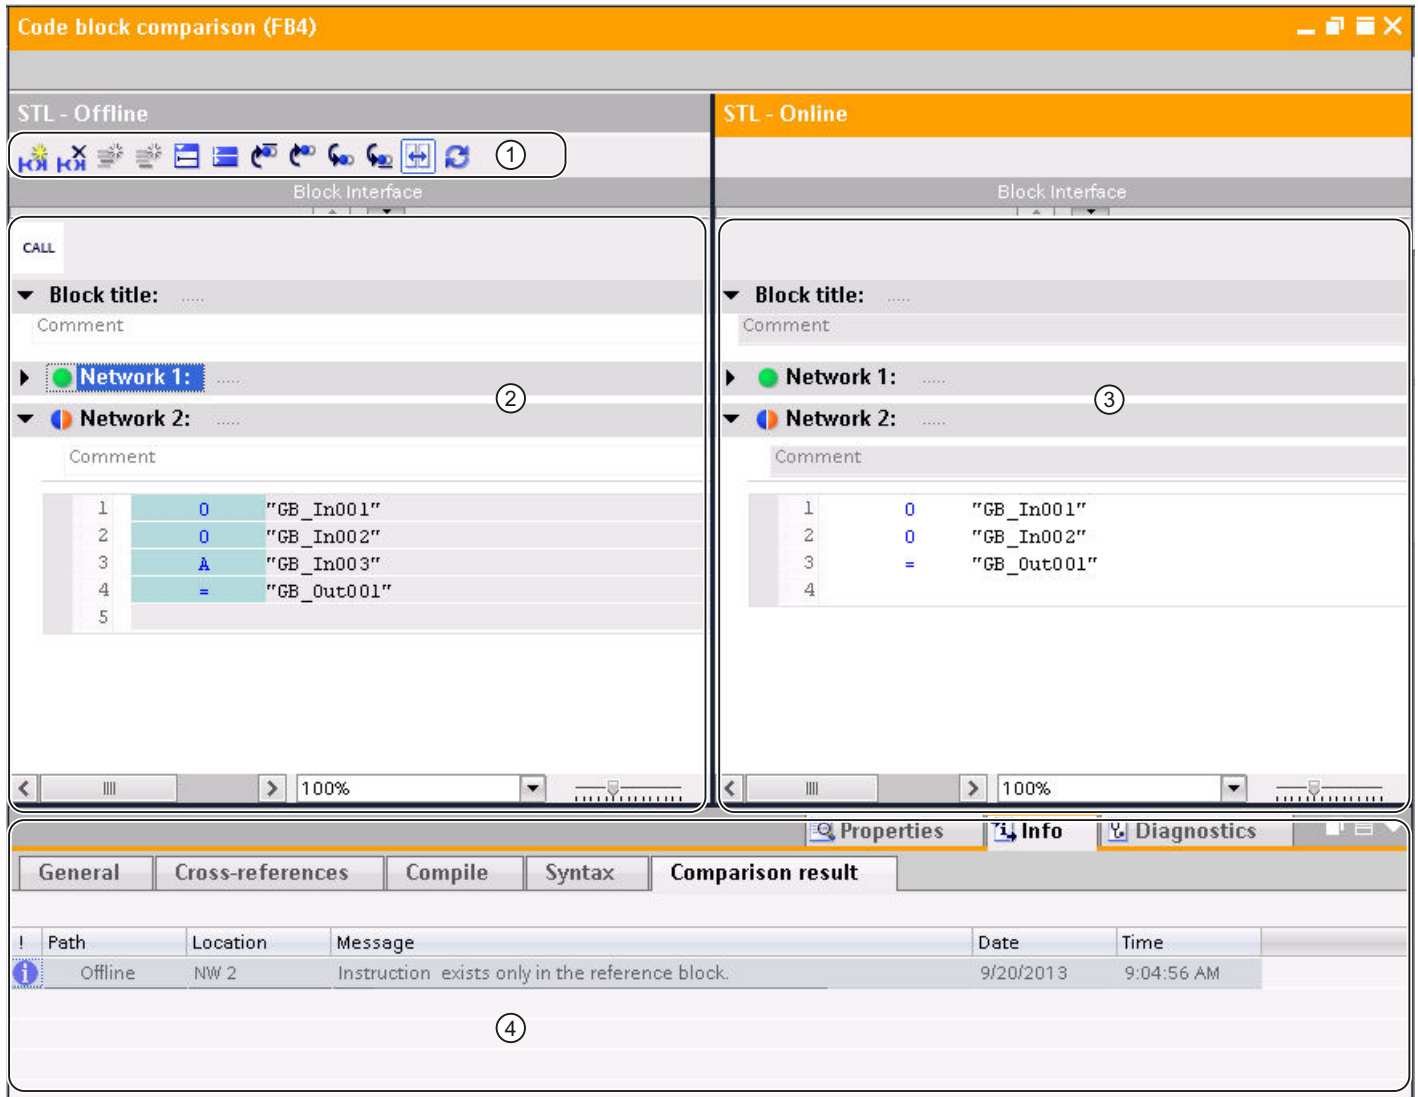 Code block comparison (FB4)
STL - Offline
STL - Online
1
Block Interface
Block Interface
CALL
Block title: .....
Comment
Network 1: .....
2
Network 2: .....
Comment
1 O "GB_In001"
2 O "GB_In002"
3 A "GB_In003"
4 = "GB_Out001"
5
100%
Block title: .....
Comment
Network 1: .....
3
Network 2: .....
Comment
1 O "GB_In001"
2 O "GB_In002"
3 = "GB_Out001"
4
100%
Properties Info Diagnostics
General Cross-references Compile Syntax Comparison result
! Path Location Message Date Time
Offline NW 2 Instruction exists only in the reference block. 9/20/2013 9:04:56 AM
4